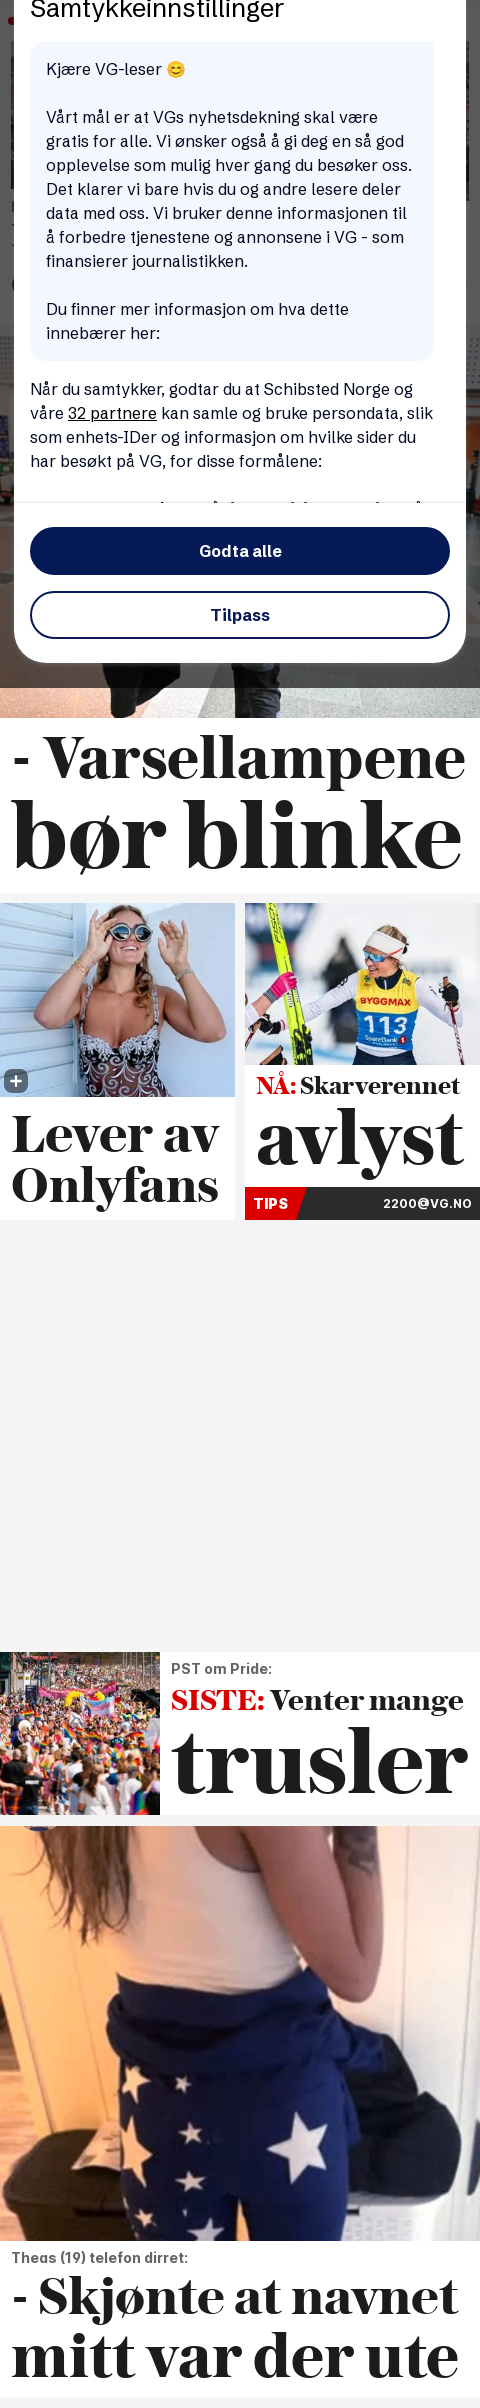 Samtykkeinnstillinger
Kjære VG-leser 😊
Vårt mål er at VGs nyhetsdekning skal være
gratis for alle. Vi ønsker også å gi deg en så god
opplevelse som mulig hver gang du besøker oss.
Det klarer vi bare hvis du og andre lesere deler
data med oss. Vi bruker denne informasjonen til
å forbedre tjenestene og annonsene i VG - som
finansierer journalistikken.
Du finner mer informasjon om hva dette
innebærer her:
Når du samtykker, godtar du at Schibsted Norge og
våre 32 partnere kan samle og bruke persondata, slik
som enhets-IDer og informasjon om hvilke sider du
har besøkt på VG, for disse formålene:
Godta alle
Tilpass
- Varsellampene
bør blinke
BYGGMAX
113
SpareBank 1
Lever av
Onlyfans
NÅ: Skarverennet
avlyst
TIPS 2200@VG.NO
PST om Pride:
SISTE: Venter mange
trusler
Theas (19) telefon dirret:
- Skjønte at navnet
mitt var der ute